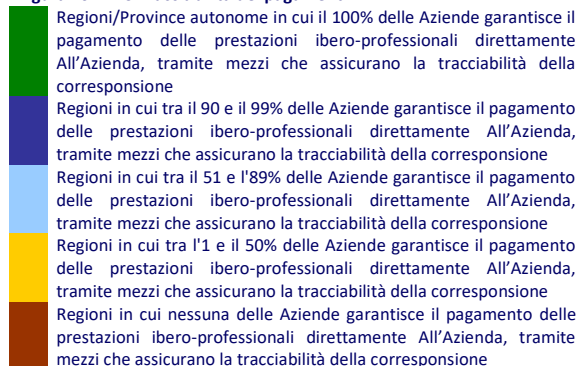 Regioni/Province autonome in cui il 100% delle Aziende garantisce il
pagamento delle prestazioni ibero-professionali direttamente
All'Azienda, tramite mezzi che assicurano la tracciabilità della
corresponsione
Regioni in cui tra il 90 e il 99% delle Aziende garantisce il pagamento
delle prestazioni ibero-professionali direttamente All'Azienda,
tramite mezzi che assicurano la tracciabilità della corresponsione
Regioni in cui tra il 51 e l'89% delle Aziende garantisce il pagamento
delle prestazioni ibero-professionali direttamente All'Azienda,
tramite mezzi che assicurano la tracciabilità della corresponsione
Regioni in cui tra l'1 e il 50% delle Aziende garantisce il pagamento
delle prestazioni ibero-professionali direttamente All'Azienda,
tramite mezzi che assicurano la tracciabilità della corresponsione
Regioni in cui nessuna delle Aziende garantisce il pagamento delle
prestazioni ibero-professionali direttamente All'Azienda, tramite
mezzi che assicurano la tracciabilità della corresponsione